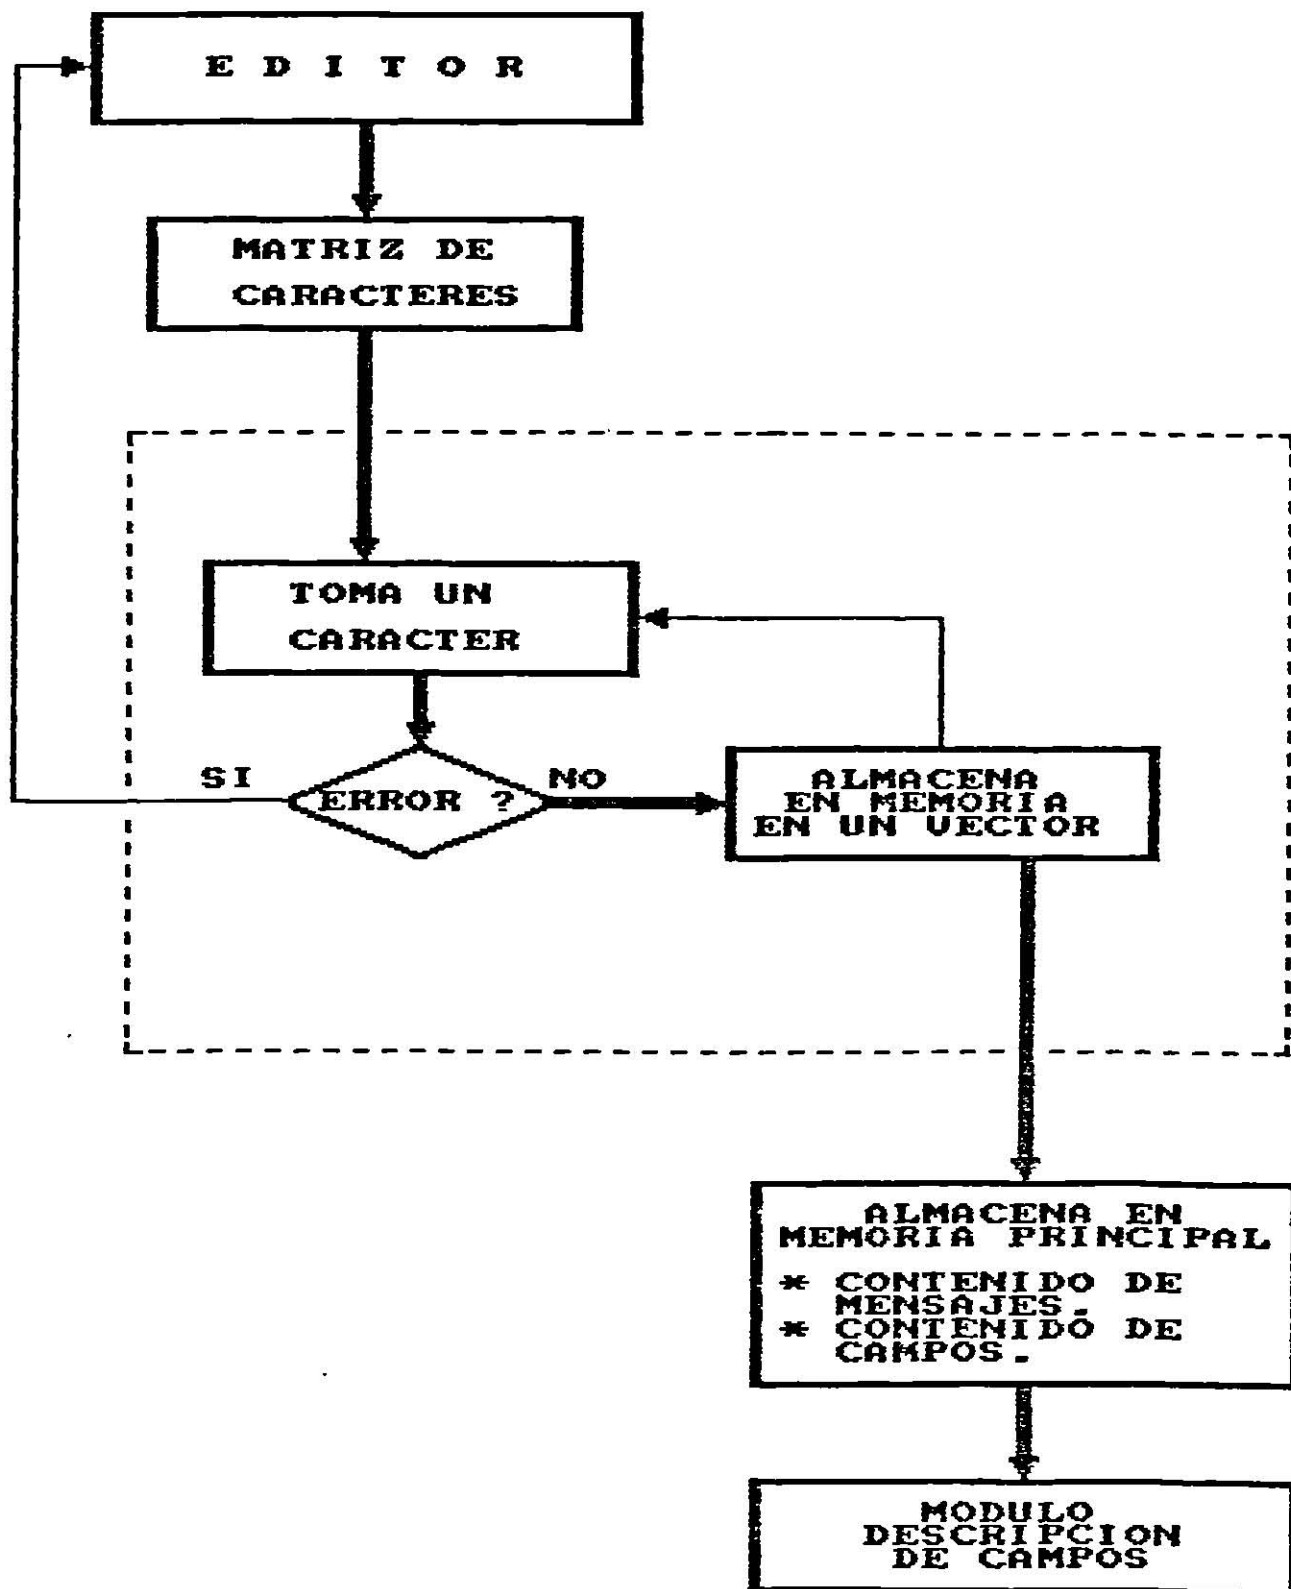 E D I T O R
MATRIZ DE
CARACTERES
TOMA UN
CARACTER
SI
ERROR ?
NO
ALMACENA
EN MEMORIA
EN UN VECTOR
ALMACENA EN
MEMORIA PRINCIPAL
* CONTENIDO DE
MENSAJES.
* CONTENIDO DE
CAMPOS.
MODULO
DESCRIPCION
DE CAMPOS